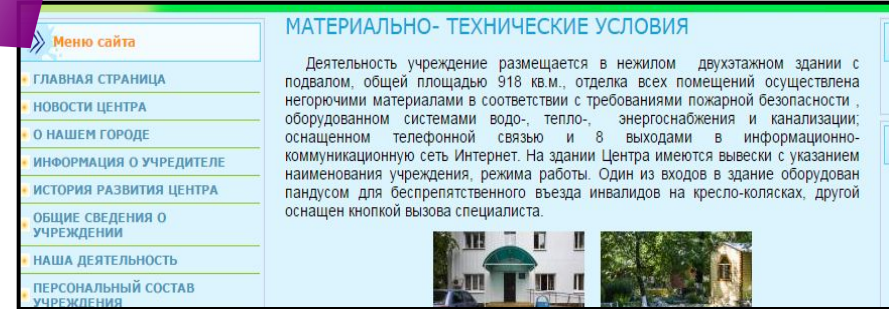 Меню сайта
ГЛАВНАЯ СТРАНИЦА
НОВОСТИ ЦЕНТРА
О НАШЕМ ГОРОДЕ
ИНФОРМАЦИЯ О УЧРЕДИТЕЛЕ
ИСТОРИЯ РАЗВИТИЯ ЦЕНТРА
ОБЩИЕ СВЕДЕНИЯ О
УЧРЕЖДЕНИИ
НАША ДЕЯТЕЛЬНОСТЬ
ПЕРСОНАЛЬНЫЙ СОСТАВ
УЧРЕЖДЕНИЯ
МАТЕРИАЛЬНО- ТЕХНИЧЕСКИЕ УСЛОВИЯ
Деятельность учреждение размещается в нежилом двухэтажном здании с
подвалом, общей площадью 918 кв.м., отделка всех помещений осуществлена
негорючими материалами в соответствии с требованиями пожарной безопасности ,
оборудованном системами водо-, тепло-, энергоснабжения и канализации;
оснащенном телефонной связью и 8 выходами в информационно-
коммуникационную сеть Интернет. На здании Центра имеются вывески с указанием
наименования учреждения, режима работы. Один из входов в здание оборудован
пандусом для беспрепятственного въезда инвалидов на кресло-колясках, другой
оснащен кнопкой вызова специалиста.